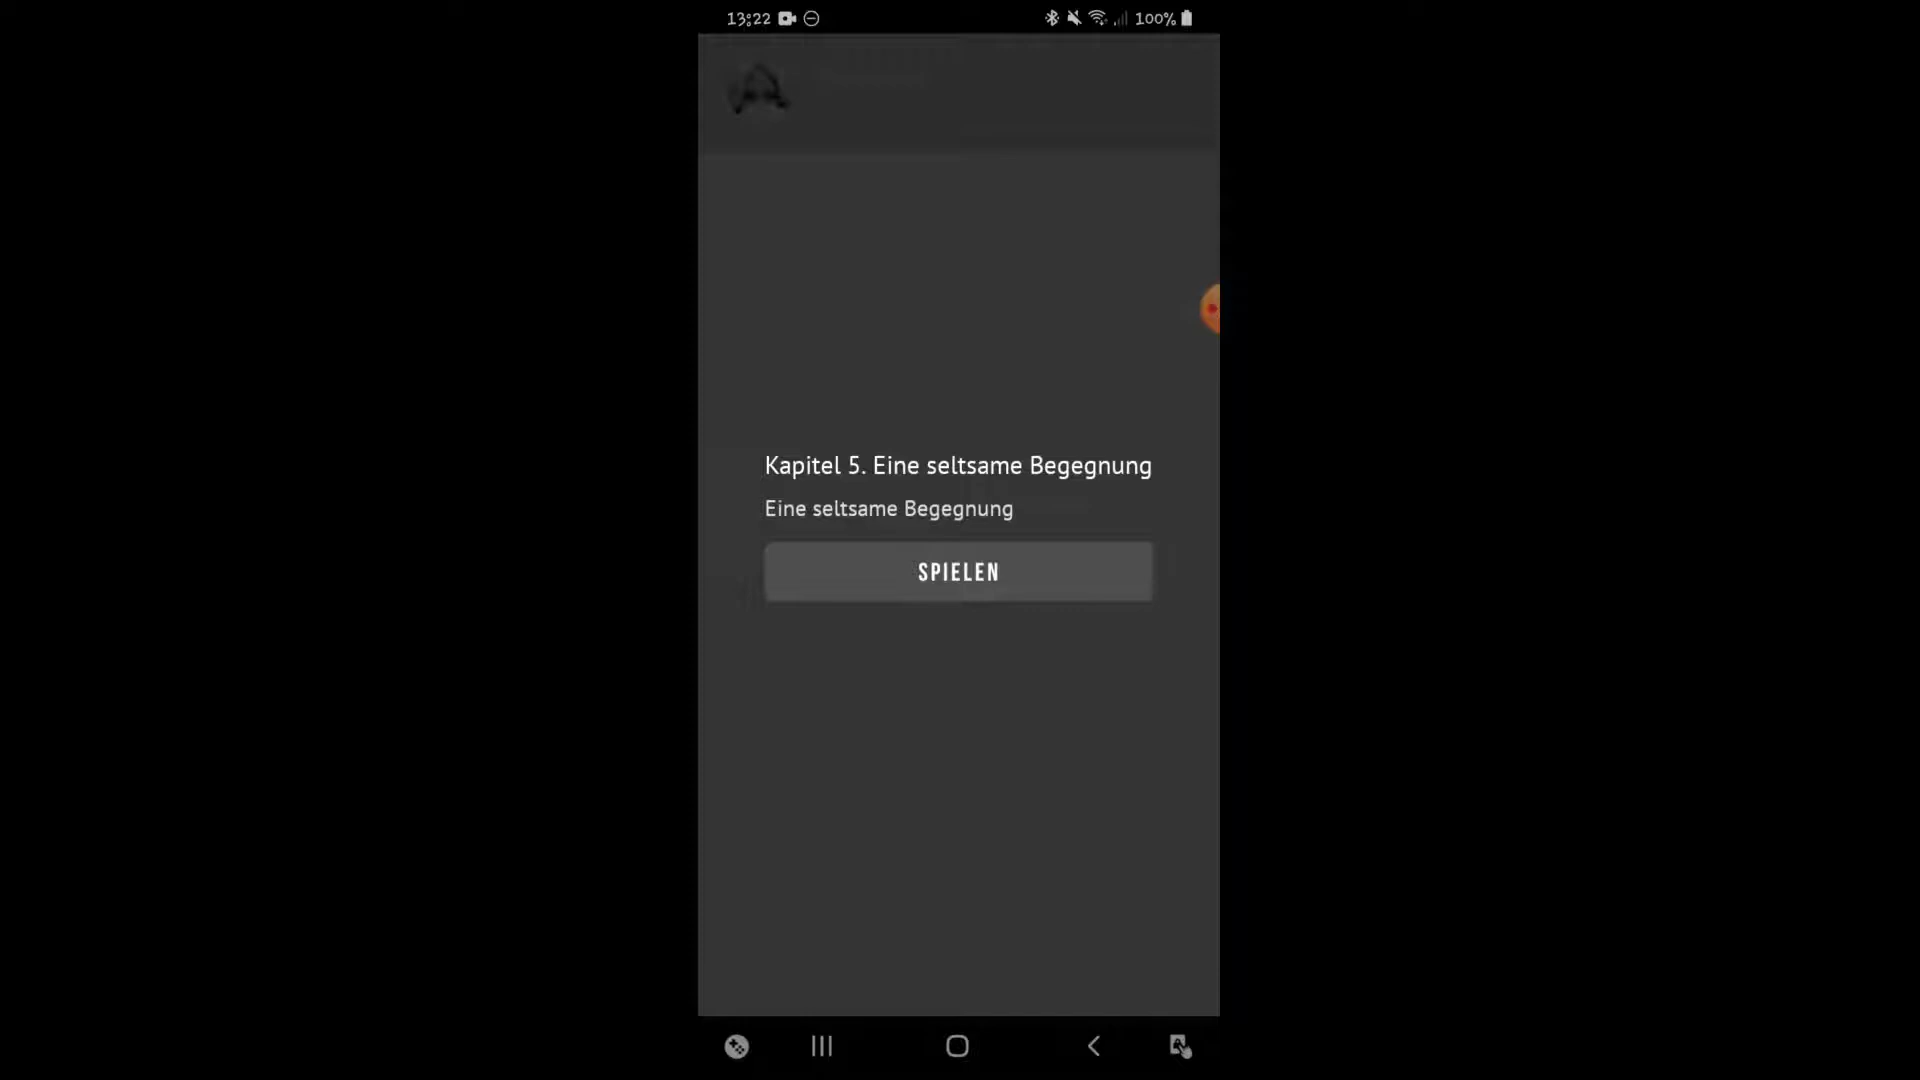 13:22 100%
Kapitel 5. Eine seltsame Begegnung
Eine seltsame Begegnung
SPIELEN